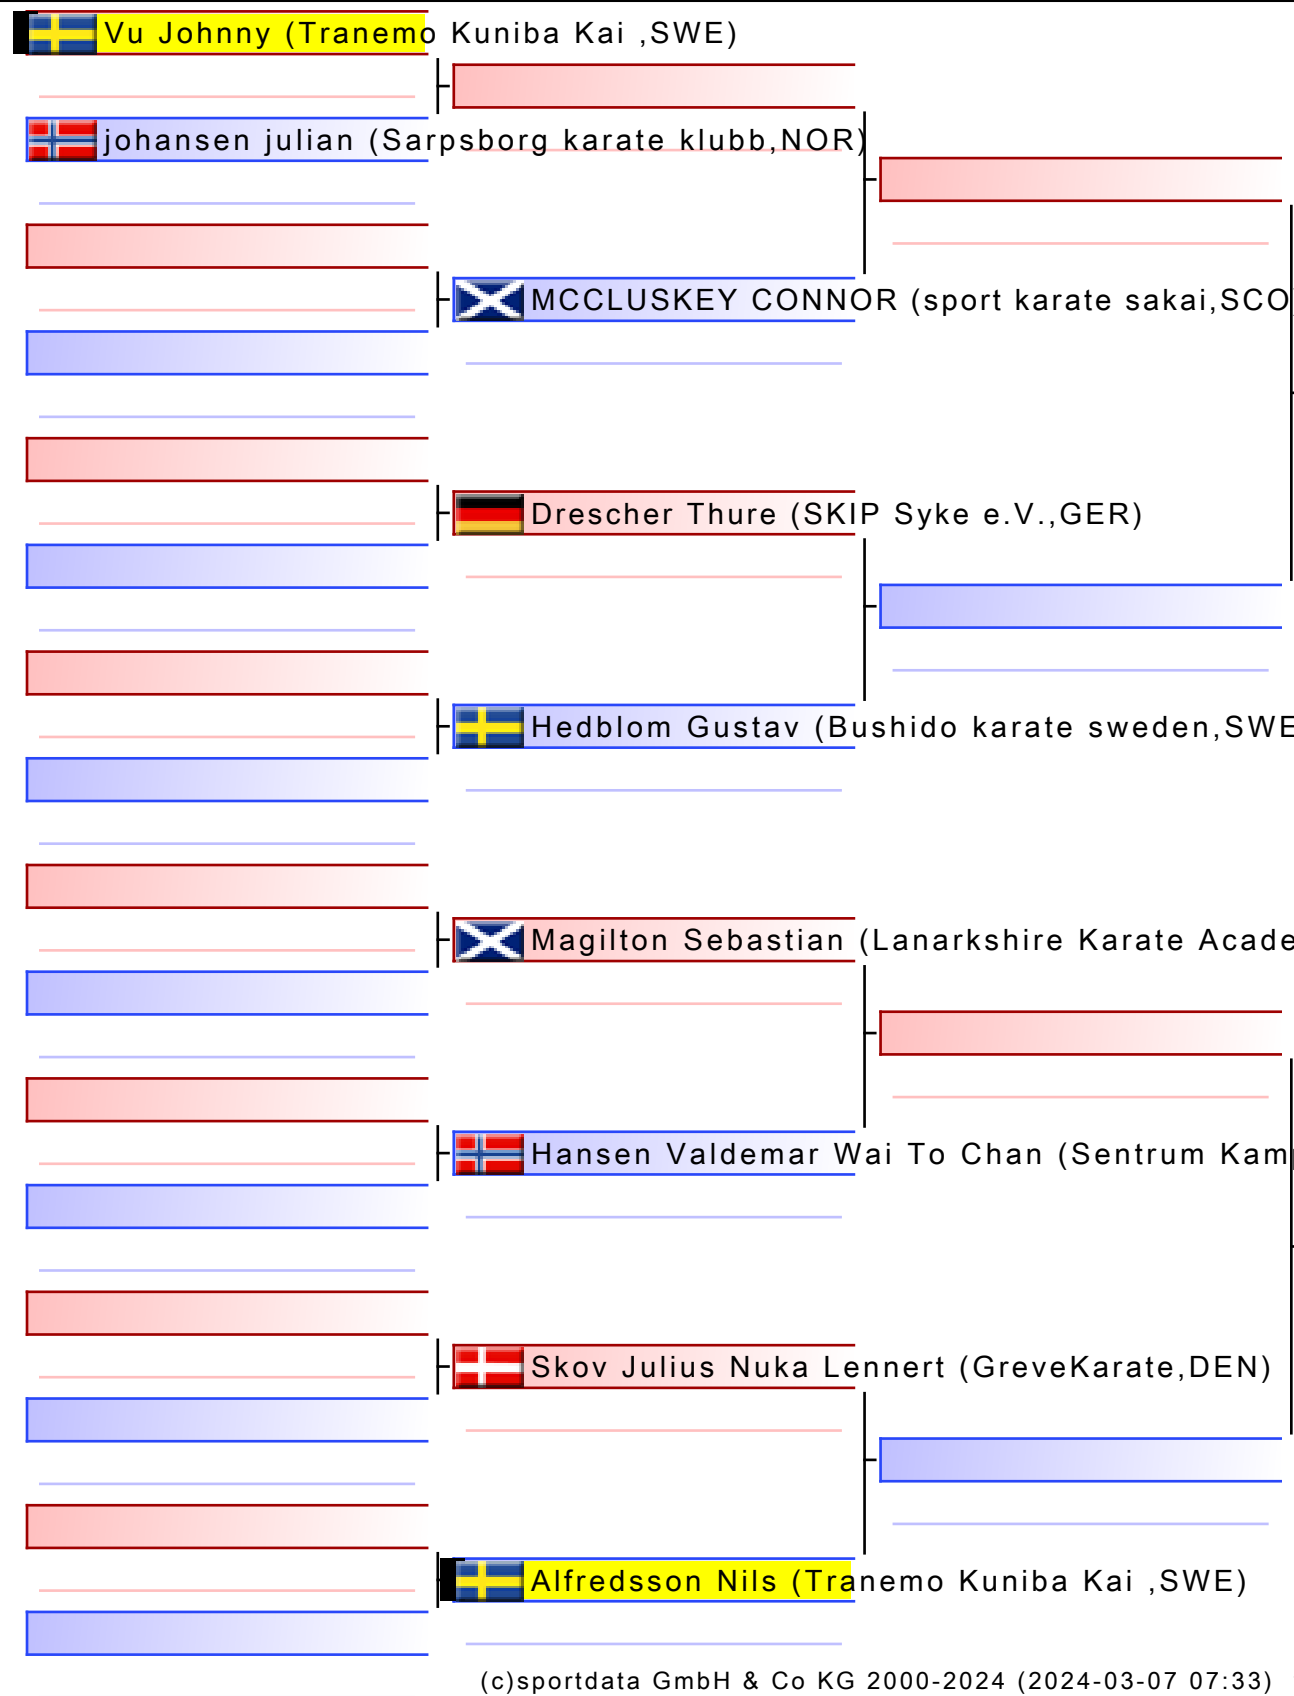 Vu Johnny (Tranemo Kuniba Kai ,SWE)
johansen julian (Sarpsborg karate klubb,NOR)
MCCLUSKEY CONNOR (sport karate sakai,SCO
Drescher Thure (SKIP Syke e.V.,GER)
Hedblom Gustav (Bushido karate sweden,SWE
Magilton Sebastian (Lanarkshire Karate Acade
Hansen Valdemar Wai To Chan (Sentrum Kam
Skov Julius Nuka Lennert (GreveKarate,DEN)
Alfredsson Nils (Tranemo Kuniba Kai ,SWE)
(c)sportdata GmbH & Co KG 2000-2024 (2024-03-07 07:33)